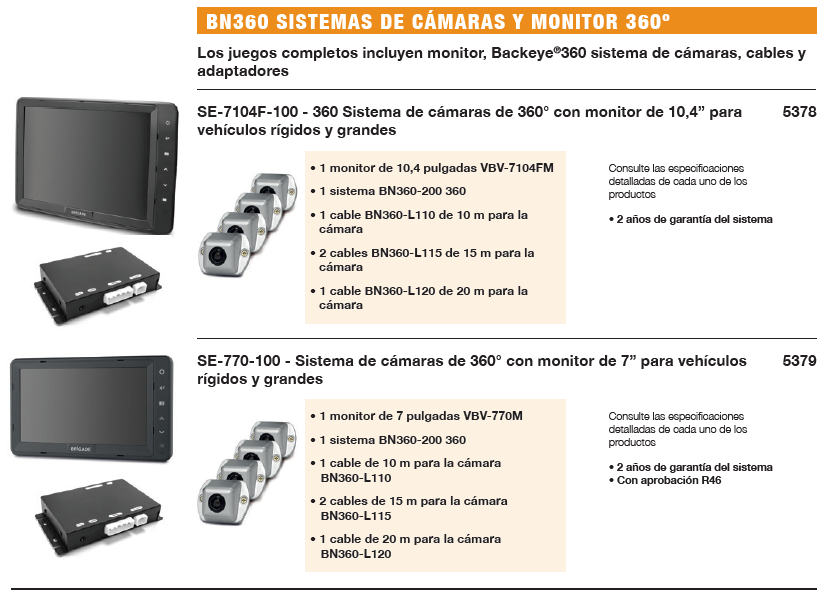 BN360 SISTEMAS DE CÁMARAS Y MONITOR 360º
Los juegos completos incluyen monitor, Backeye®360 sistema de cámaras, cables y
adaptadores
SE-7104F-100 - 360 Sistema de cámaras de 360° con monitor de 10,4” para
vehículos rígidos y grandes
5378
• 1 monitor de 10,4 pulgadas VBV-7104FM
• 1 sistema BN360-200 360
• 1 cable BN360-L110 de 10 m para la
cámara
• 2 cables BN360-L115 de 15 m para la
cámara
• 1 cable BN360-L120 de 20 m para la
cámara
Consulte las especificaciones
detalladas de cada uno de los
productos
• 2 años de garantía del sistema
BRIGADE
SE-770-100 - Sistema de cámaras de 360° con monitor de 7” para vehículos
rígidos y grandes
5379
• 1 monitor de 7 pulgadas VBV-770M
• 1 sistema BN360-200 360
• 1 cable de 10 m para la cámara
BN360-L110
• 2 cables de 15 m para la cámara
BN360-L115
• 1 cable de 20 m para la cámara
BN360-L120
Consulte las especificaciones
detalladas de cada uno de los
productos
• 2 años de garantía del sistema
• Con aprobación R46
BRIGADE